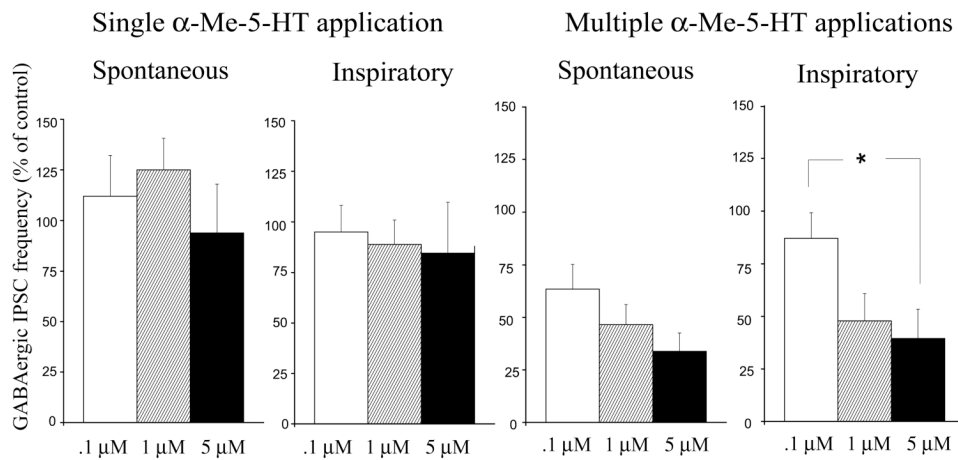 Single α-Me-5-HT application
Multiple α-Me-5-HT applications
Spontaneous
Inspiratory
Spontaneous
Inspiratory
GABAergic IPSC frequency (% of control)
150
125
100
75
50
25
0
.1 µM 1 µM 5 µM
150
125
100
75
50
25
0
.1 µM 1 µM 5 µM
150
125
100
75
50
25
0
.1 µM 1 µM 5 µM
150
125
100
75
50
25
0
*
.1 µM 1 µM 5 µM